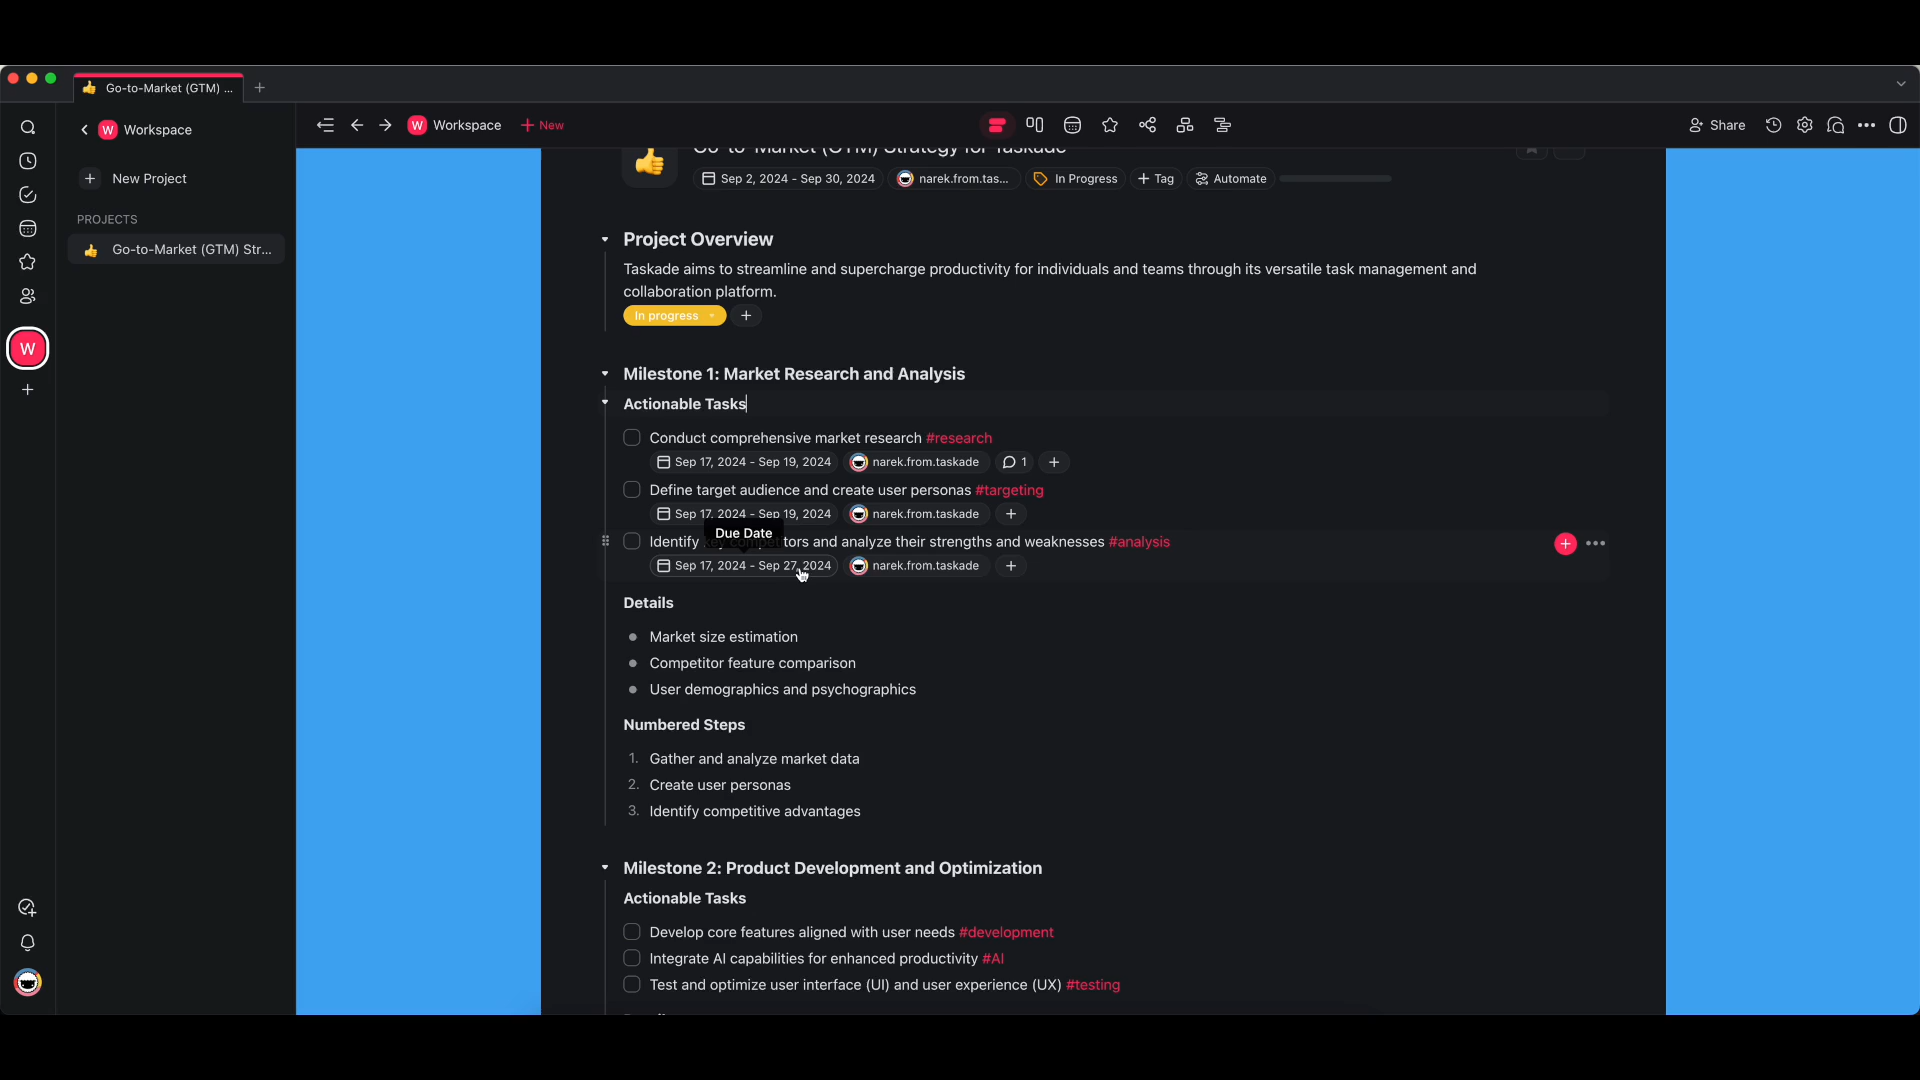 Go-to-Market (GTM) ...
W Workspace
W Workspace
New
Share
New Project
PROJECTS
Go-to-Market (GTM) Str...
W
Go-to-Market (GTM) Strategy for Taskade
Sep 2, 2024 - Sep 30, 2024
narek.from.tas...
In Progress
Tag
Automate
Project Overview
Taskade aims to streamline and supercharge productivity for individuals and teams through its versatile task management and
collaboration platform.
In progress
Milestone 1: Market Research and Analysis
Actionable Tasks
Conduct comprehensive market research #research
Sep 17, 2024 - Sep 19, 2024 narek.from.taskade 1
Define target audience and create user personas #targeting
Sep 17, 2024 - Sep 19, 2024 narek.from.taskade
Due Date
Identify key competitors and analyze their strengths and weaknesses #analysis
Sep 17, 2024 - Sep 27, 2024 narek.from.taskade
Details
Market size estimation
Competitor feature comparison
User demographics and psychographics
Numbered Steps
1. Gather and analyze market data
2. Create user personas
3. Identify competitive advantages
Milestone 2: Product Development and Optimization
Actionable Tasks
Develop core features aligned with user needs #development
Integrate AI capabilities for enhanced productivity #AI
Test and optimize user interface (UI) and user experience (UX) #testing